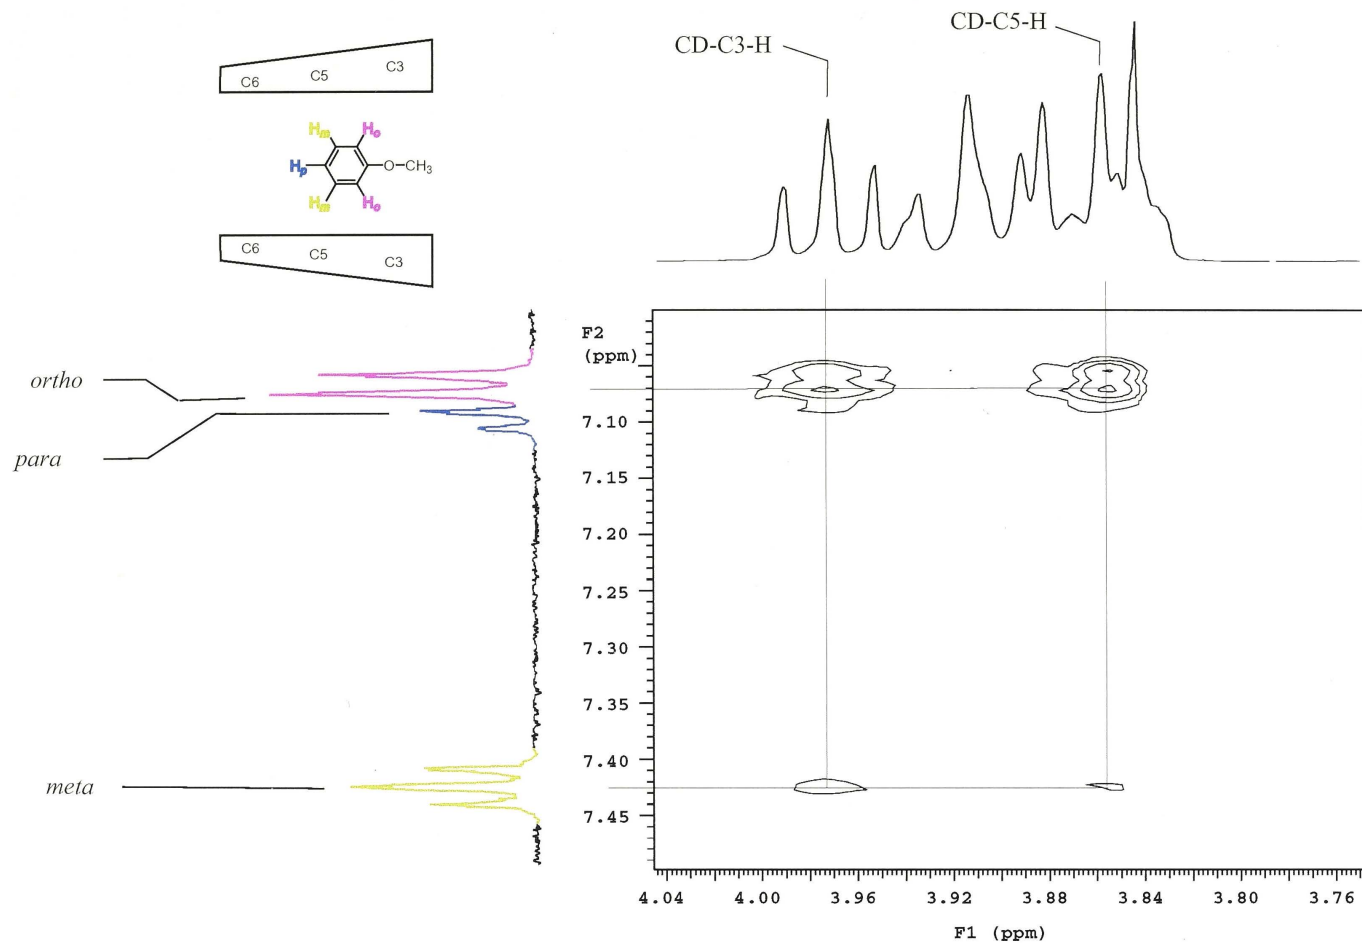 CD-C5-H
CD-C3-H
C6 C5 C3
Hm Ho
Hp O—CH3
Hm Ho
C6 C5 C3
ortho
para
meta
F2
(ppm)
7.10
7.15
7.20
7.25
7.30
7.35
7.40
7.45
4.04 4.00 3.96 3.92 3.88 3.84 3.80 3.76
F1 (ppm)